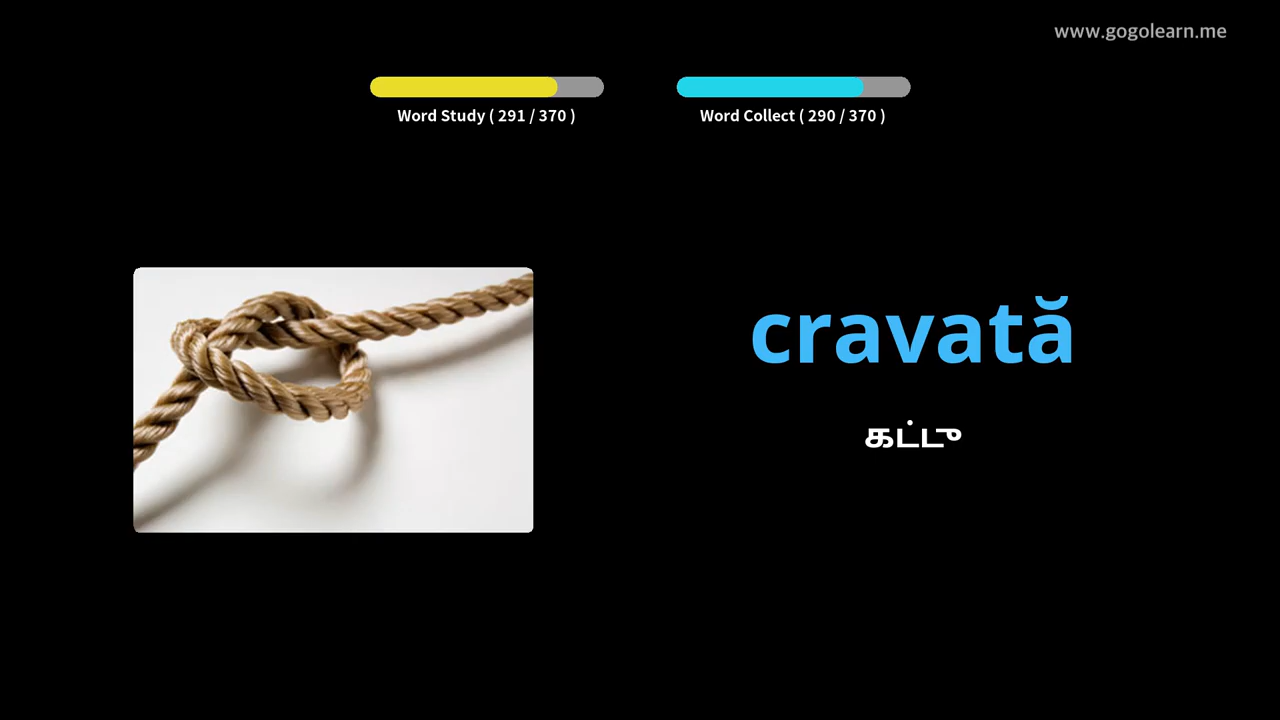 www.gogolearn.me
Word Study ( 291 / 370 )
Word Collect ( 290 / 370 )
cravată
கட்டு